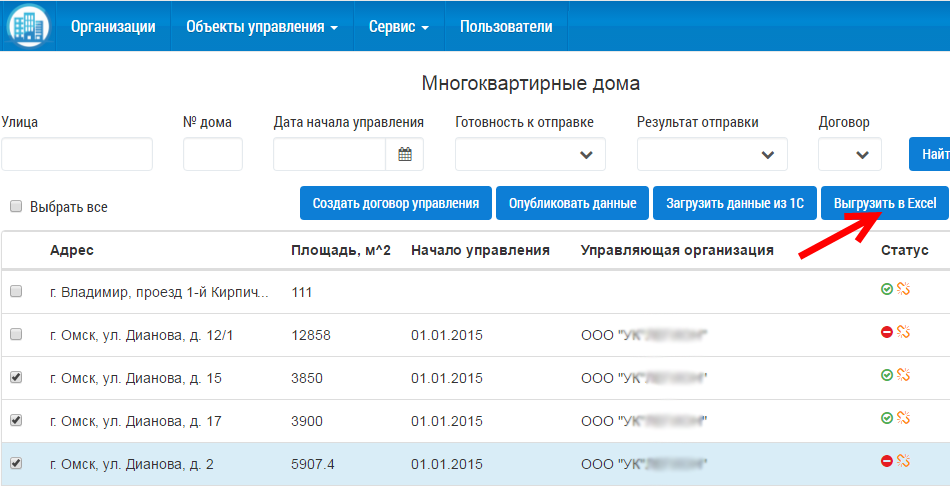 Организации Объекты управления Сервис Пользователи
Многоквартирные дома
Улица № дома Дата начала управления Готовность к отправке Результат отправки Договор
Найт
Выбрать все Создать договор управления Опубликовать данные Загрузить данные из 1С Выгрузить в Excel
Адрес Площадь, м^2 Начало управления Управляющая организация Статус
г. Владимир, проезд 1-й Кирпич... 111
г. Омск, ул. Дианова, д. 12/1 12858 01.01.2015 ООО "УК" "
г. Омск, ул. Дианова, д. 15 3850 01.01.2015 ООО "УК" "
г. Омск, ул. Дианова, д. 17 3900 01.01.2015 ООО "УК" "
г. Омск, ул. Дианова, д. 2 5907.4 01.01.2015 ООО "УК" "